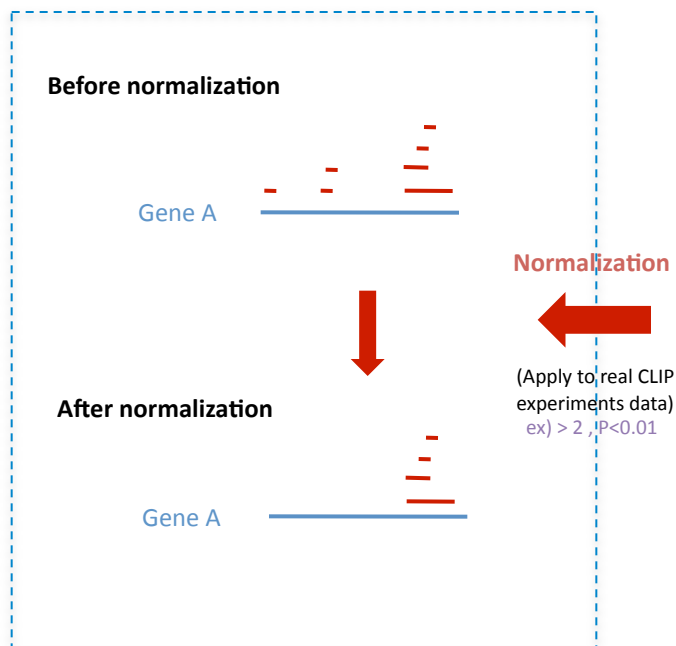 Before normalization
Gene A
Normalization
(Apply to real CLIP
experiments data)
ex) > 2 , P<0.01
After normalization
Gene A